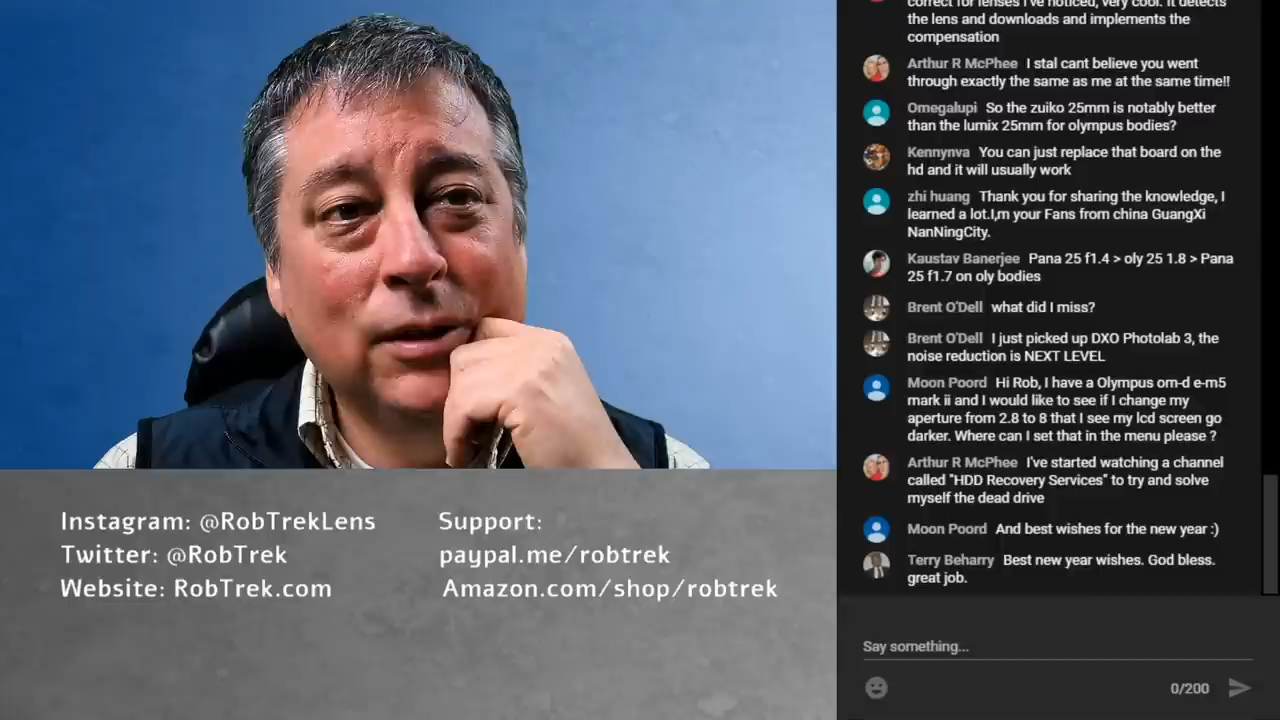 Instagram: @RobTrekLens
Twitter: @RobTrek
Website: RobTrek.com
Support:
paypal.me/robtrek
Amazon.com/shop/robtrek
correct for lenses I've noticed, very cool. It detects
the lens and downloads and implements the
compensation
Arthur R McPhee I stal cant believe you went
through exactly the same as me at the same time!!
Omegalupi So the zuiko 25mm is notably better
than the lumix 25mm for olympus bodies?
Kennynva You can just replace that board on the
hd and it will usually work
zhi huang Thank you for sharing the knowledge, I
learned a lot.I,m your Fans from china GuangXi
NanNingCity.
Kaustav Banerjee Pana 25 f1.4 > oly 25 1.8 > Pana
25 f1.7 on oly bodies
Brent O'Dell what did I miss?
Brent O'Dell I just picked up DXO Photolab 3, the
noise reduction is NEXT LEVEL
Moon Poord Hi Rob, I have a Olympus om-d e-m5
mark ii and I would like to see if I change my
aperture from 2.8 to 8 that I see my lcd screen go
darker. Where can I set that in the menu please ?
Arthur R McPhee I've started watching a channel
called "HDD Recovery Services" to try and solve
myself the dead drive
Moon Poord And best wishes for the new year :)
Terry Beharry Best new year wishes. God bless.
great job.
Say something...
0/200